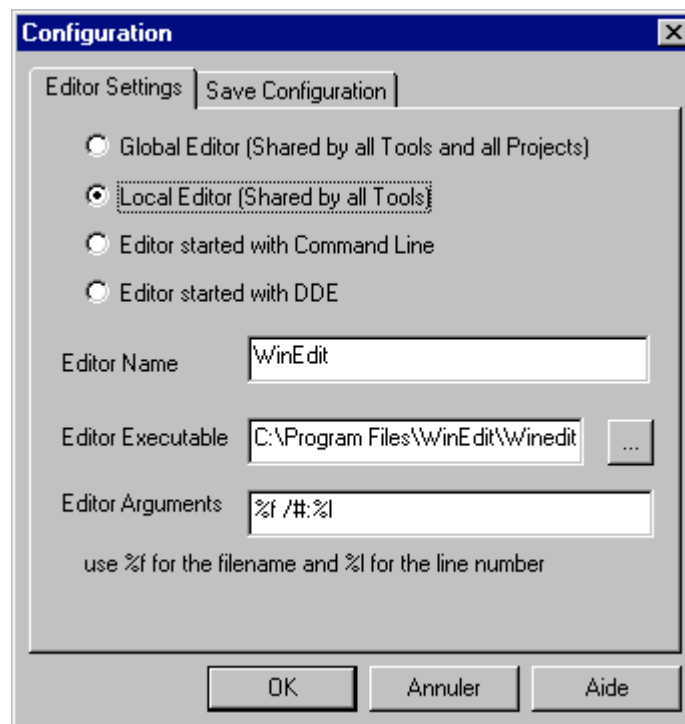 Configuration
Editor Settings
Save Configuration
Global Editor (Shared by all Tools and all Projects)
Local Editor (Shared by all Tools)
Editor started with Command Line
Editor started with DDE
Editor Name
WinEdit
Editor Executable
C:\Program Files\WinEdit\Winedit
...
Editor Arguments
%f /#:%l
use %f for the filename and %l for the line number
OK
Annuler
Aide